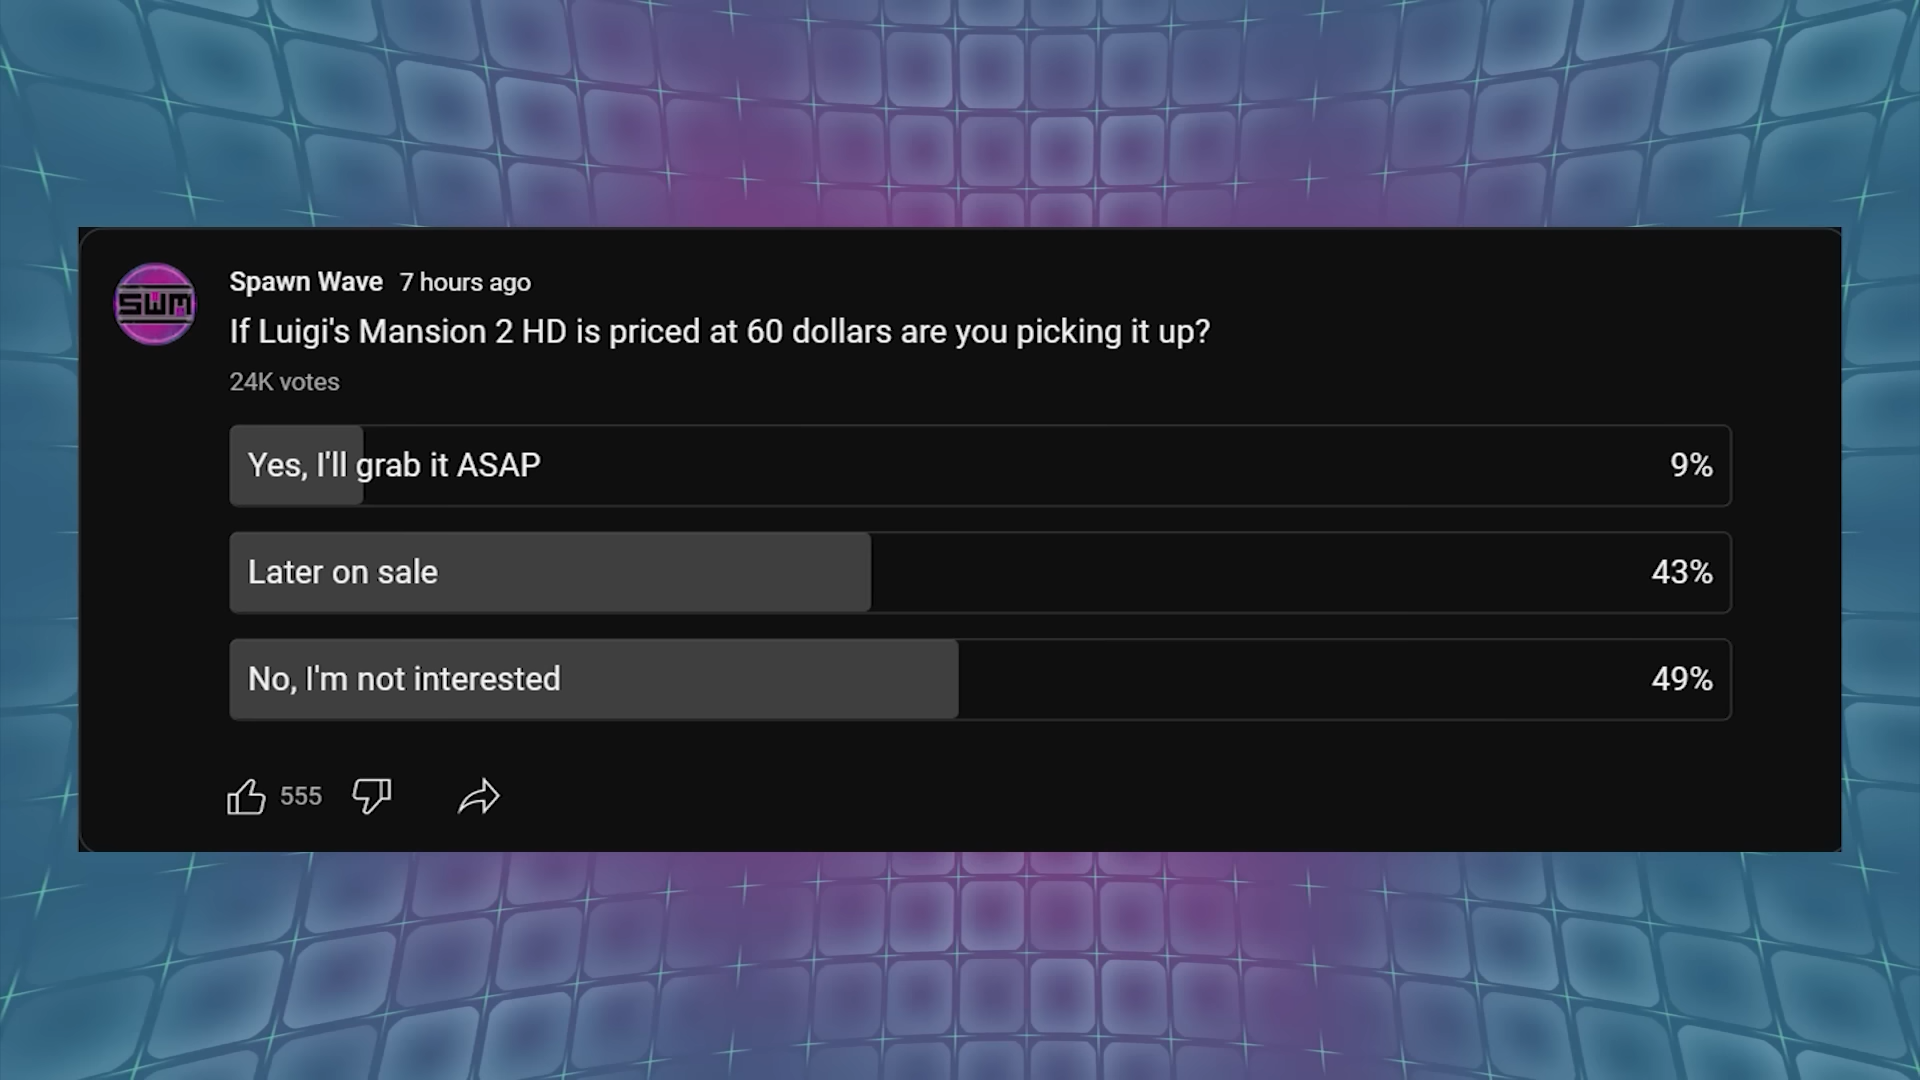 SWM
Spawn Wave 7 hours ago
If Luigi's Mansion 2 HD is priced at 60 dollars are you picking it up?
24K votes
Yes, I'll grab it ASAP 9%
Later on sale 43%
No, I'm not interested 49%
555